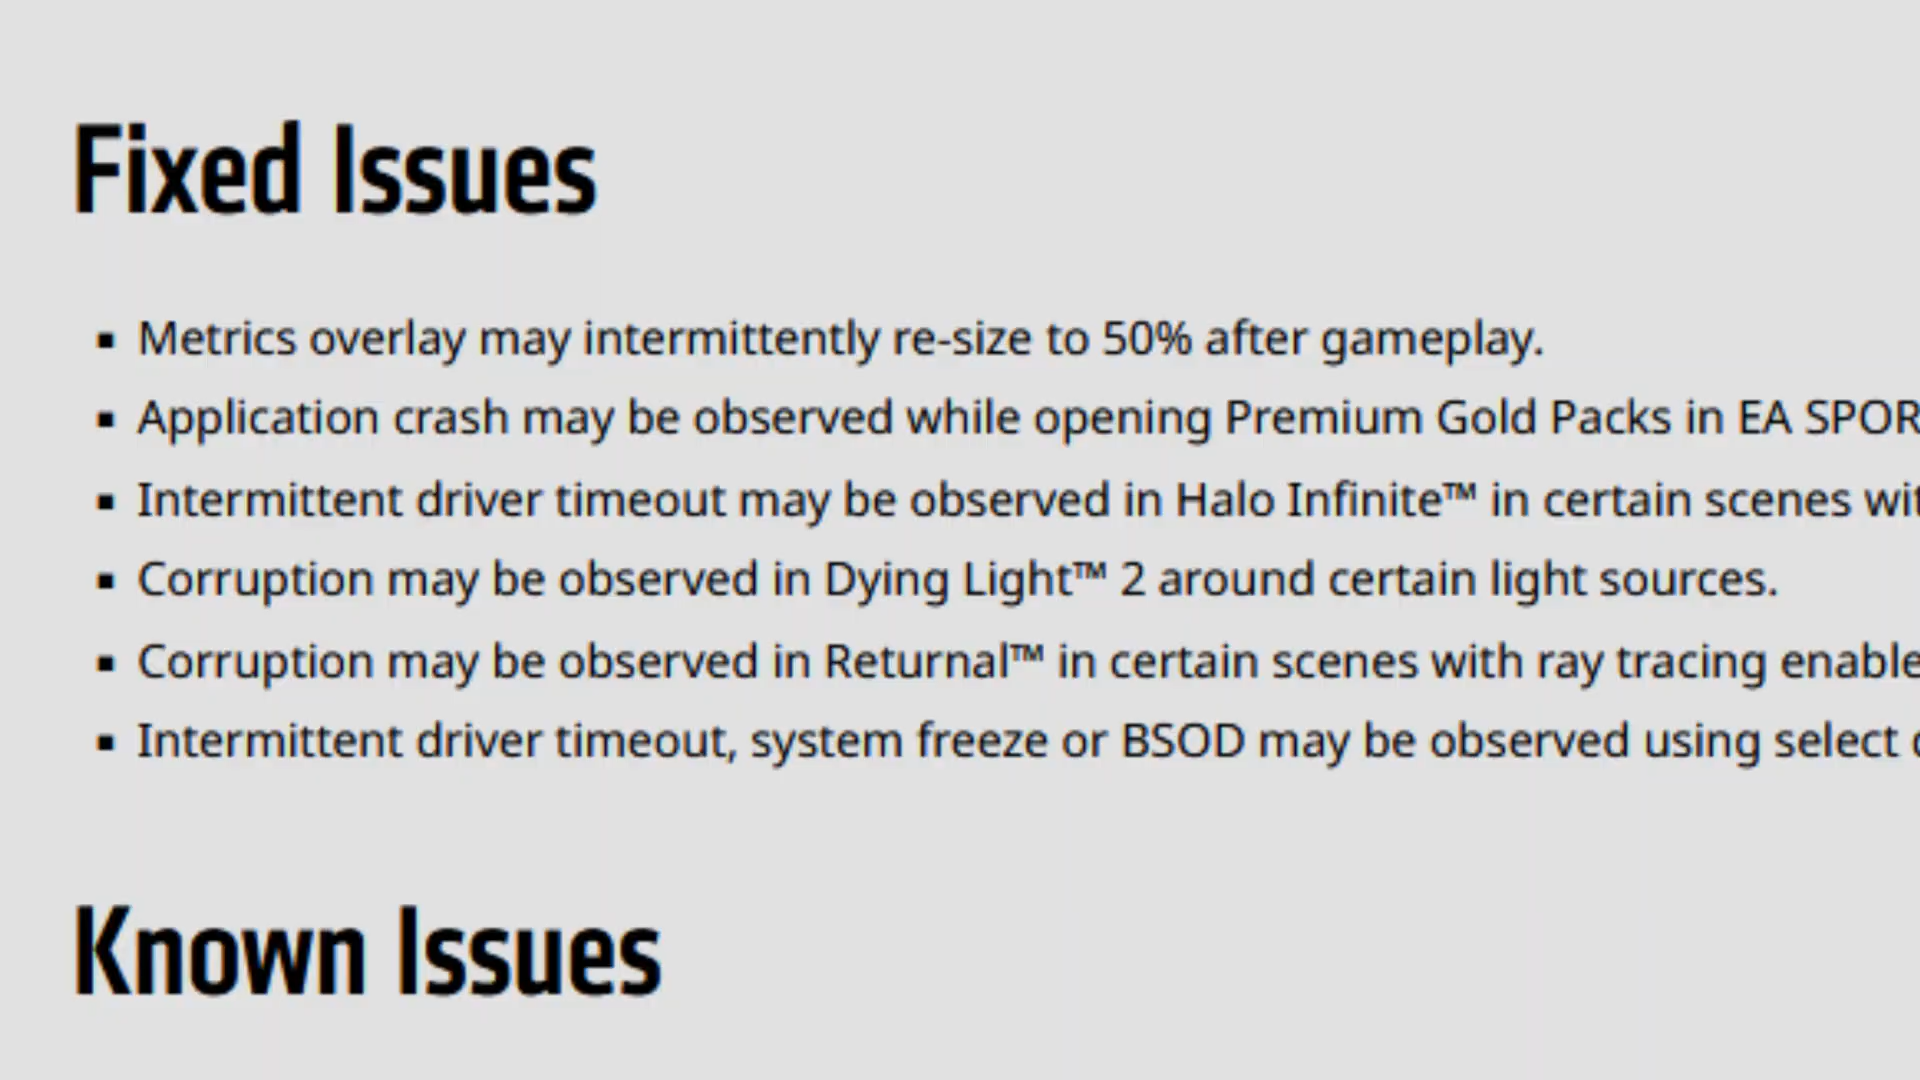 Fixed Issues
▪ Metrics overlay may intermittently re-size to 50% after gameplay.
▪ Application crash may be observed while opening Premium Gold Packs in EA SPOR
▪ Intermittent driver timeout may be observed in Halo Infinite™ in certain scenes wit
▪ Corruption may be observed in Dying Light™ 2 around certain light sources.
▪ Corruption may be observed in Returnal™ in certain scenes with ray tracing enable
▪ Intermittent driver timeout, system freeze or BSOD may be observed using select
Known Issues